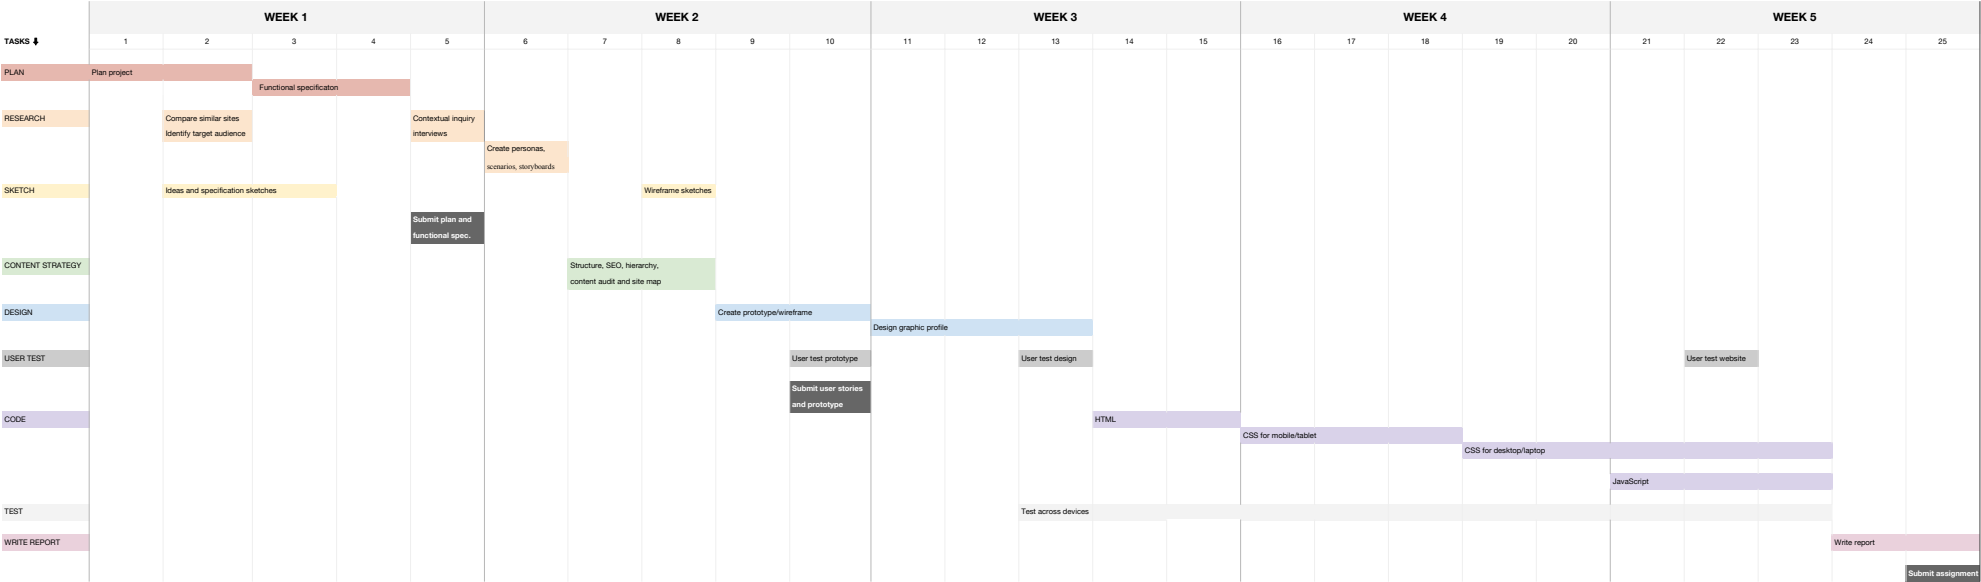 WEEK 1 WEEK 2 WEEK 3 WEEK 4 WEEK 5
TASKS 1 2 3 4 5 6 7 8 9 10 11 12 13 14 15 16 17 18 19 20 21 22 23 24 25
PLAN Plan project
Functional specificaton
RESEARCH Compare similar sites Contextual inquiry
Identify target audience interviews
Create personas,
scenarios, storyboards
SKETCH Ideas and specification sketches Wireframe sketches
Submit plan and
functional spec.
CONTENT STRATEGY Structure, SEO, hierarchy,
content audit and site map
DESIGN Create prototype/wireframe
Design graphic profile
USER TEST User test prototype User test design User test website
Submit user stories
and prototype
CODE HTML
CSS for mobile/tablet
CSS for desktop/laptop
JavaScript
TEST Test across devices
WRITE REPORT Write report
Submit assignment